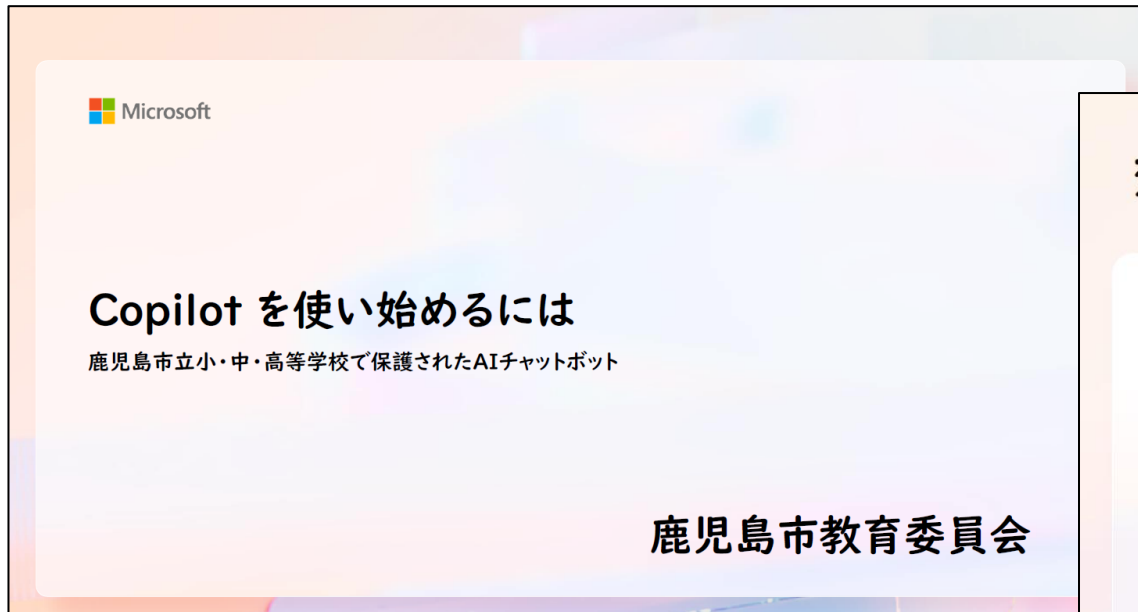 Microsoft
Copilot を使い始めるには
鹿児島市立小・中・高等学校で保護されたAIチャットボット
鹿児島市教育委員会